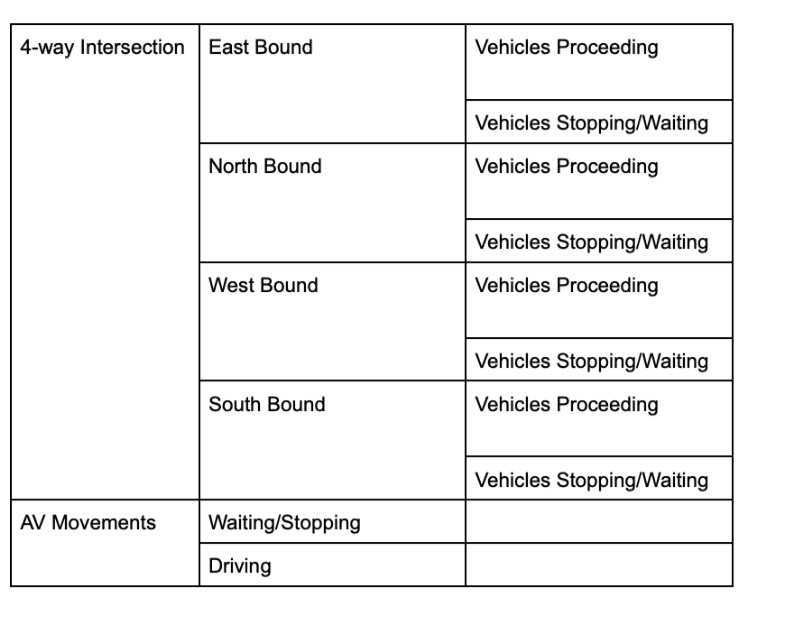 4-way Intersection
East Bound
Vehicles Proceeding
Vehicles Stopping/Waiting
North Bound
Vehicles Proceeding
Vehicles Stopping/Waiting
West Bound
Vehicles Proceeding
Vehicles Stopping/Waiting
South Bound
Vehicles Proceeding
Vehicles Stopping/Waiting
AV Movements
Waiting/Stopping
Driving